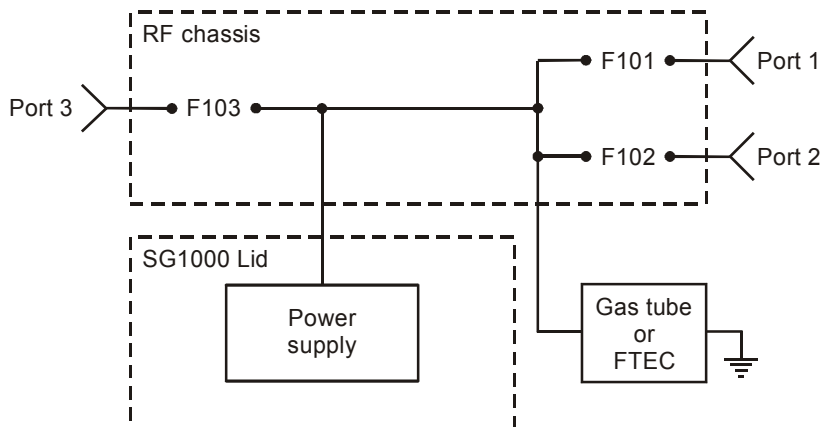 RF chassis
F101
Port 1
Port 3
F103
F102
Port 2
SG1000 Lid
Power
supply
Gas tube
or
FTEC